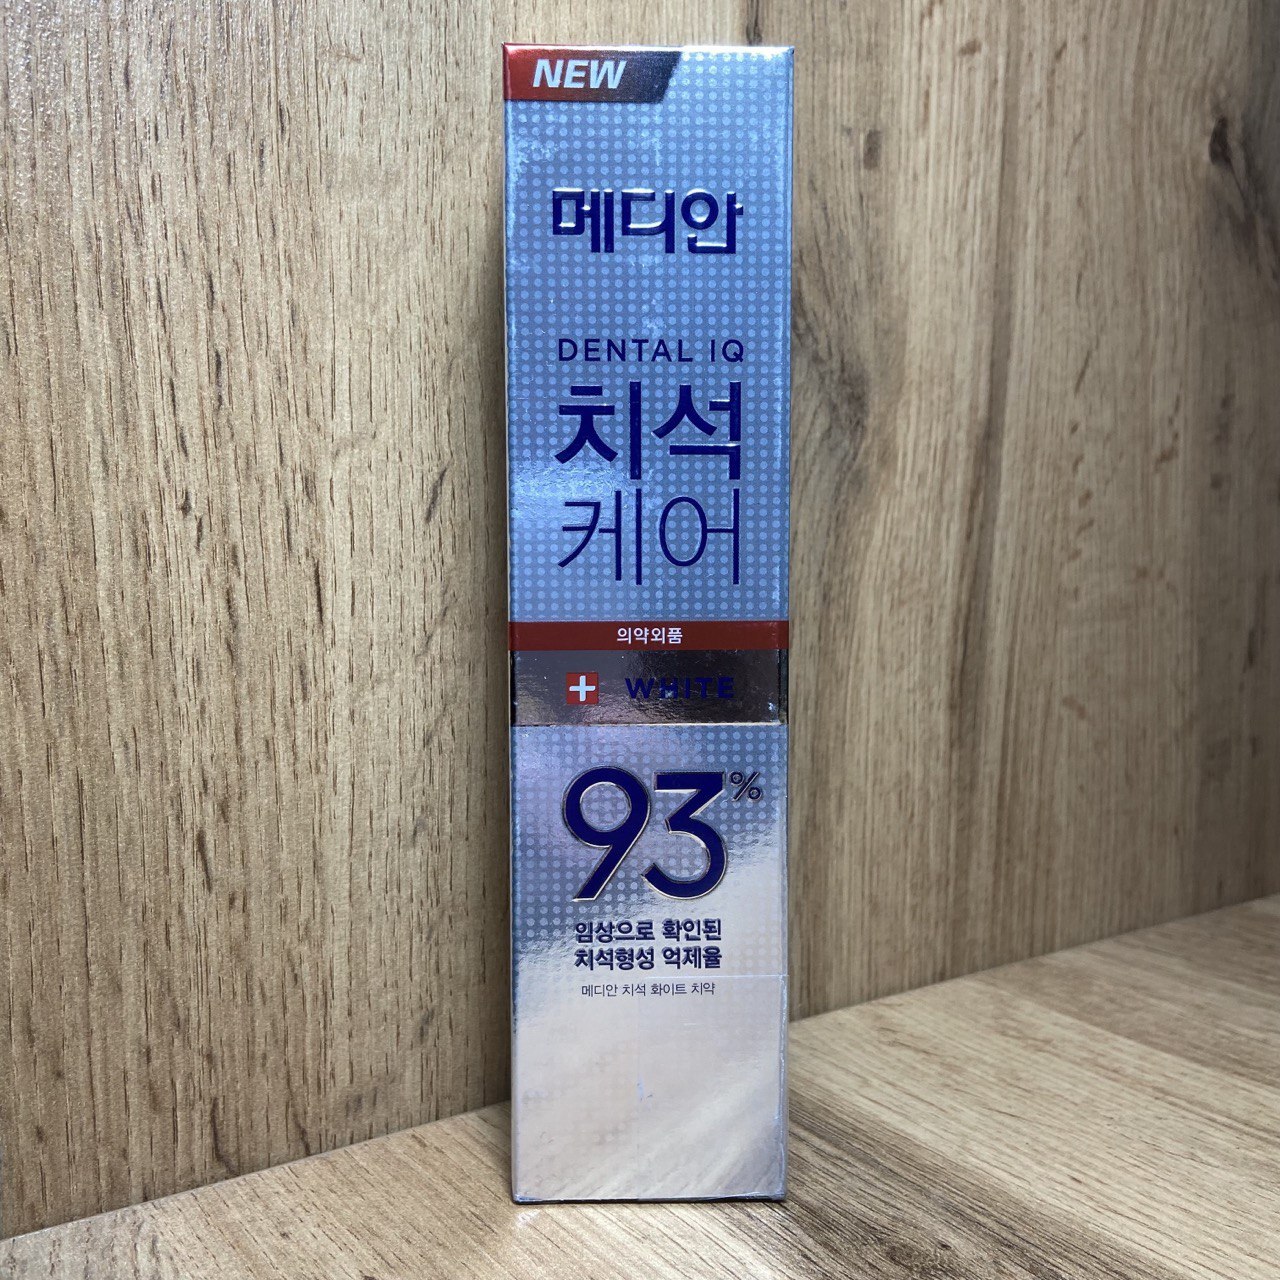 NEW
메디안
DENTAL IQ
치석
케어
의약외품
WHITE
93%
임상으로 확인된
치석형성 억제율
메디안 치석 화이트 치약